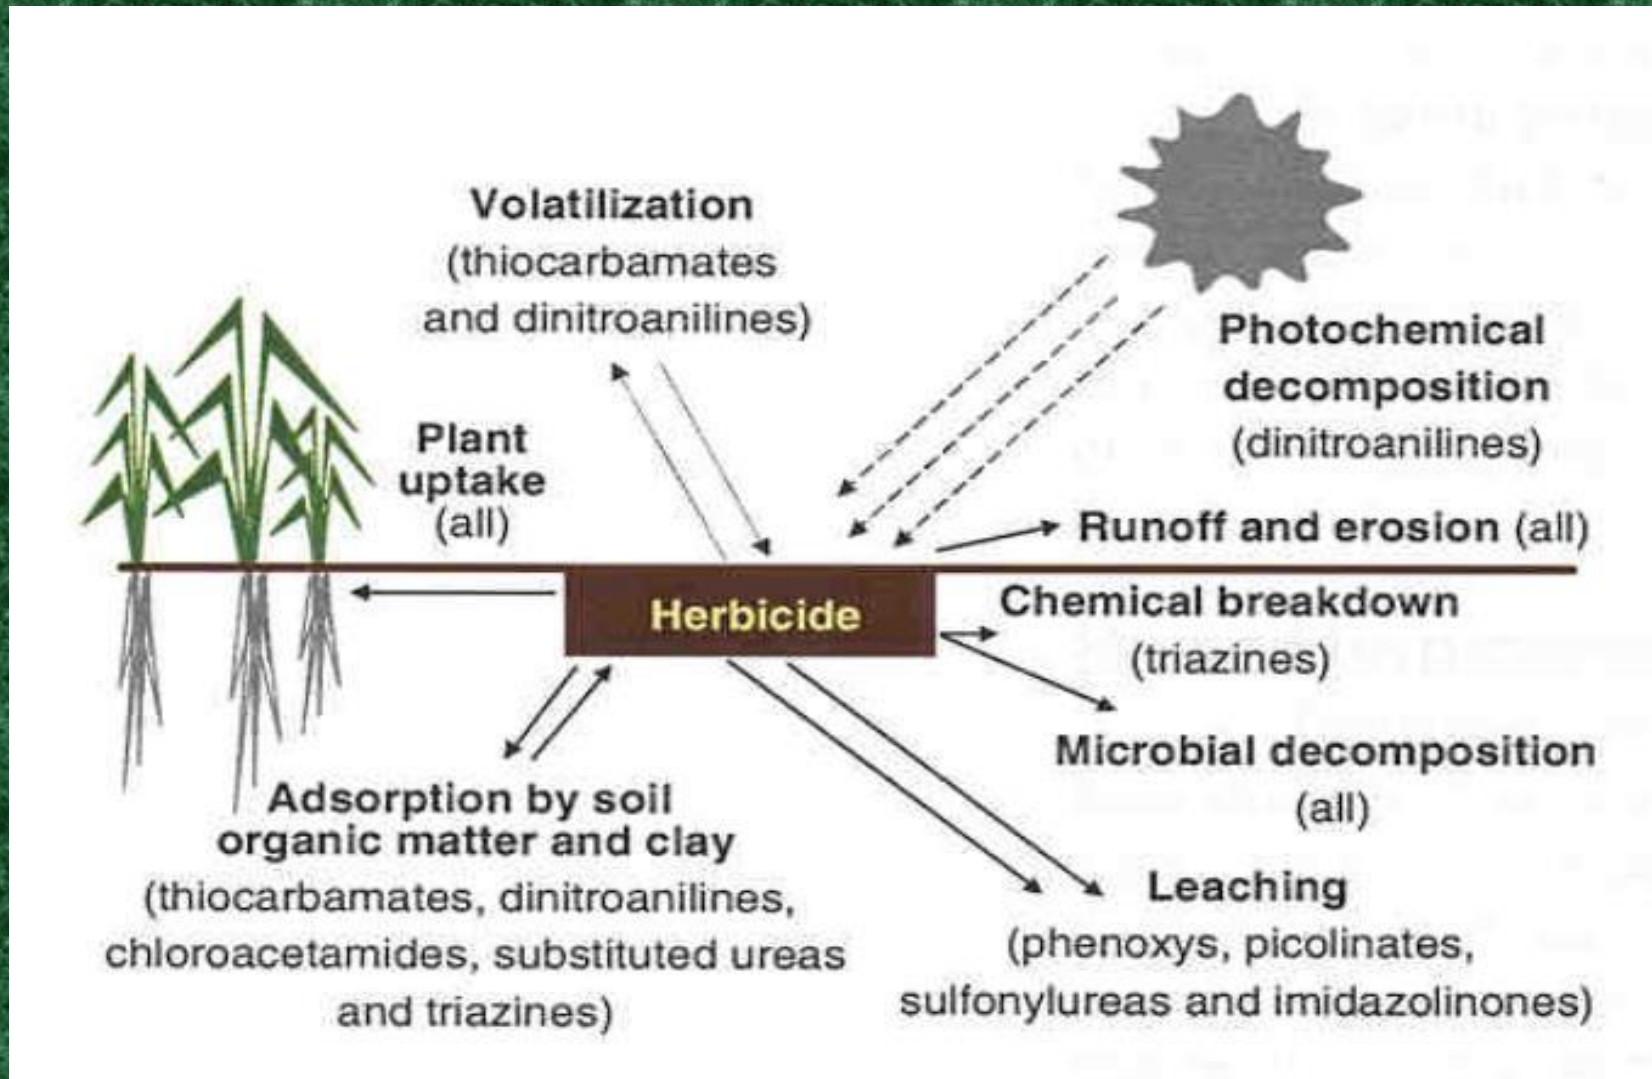 Volatilization
(thiocarbamates
and dinitroanilines)
Photochemical
decomposition
(dinitroanilines)
Plant
uptake
(all)
Runoff and erosion (all)
Herbicide
Chemical breakdown
(triazines)
Microbial decomposition
(all)
Adsorption by soil
organic matter and clay
(thiocarbamates, dinitroanilines,
chloroacetamides, substituted ureas
and triazines)
Leaching
(phenoxys, picolinates,
sulfonylureas and imidazolinones)